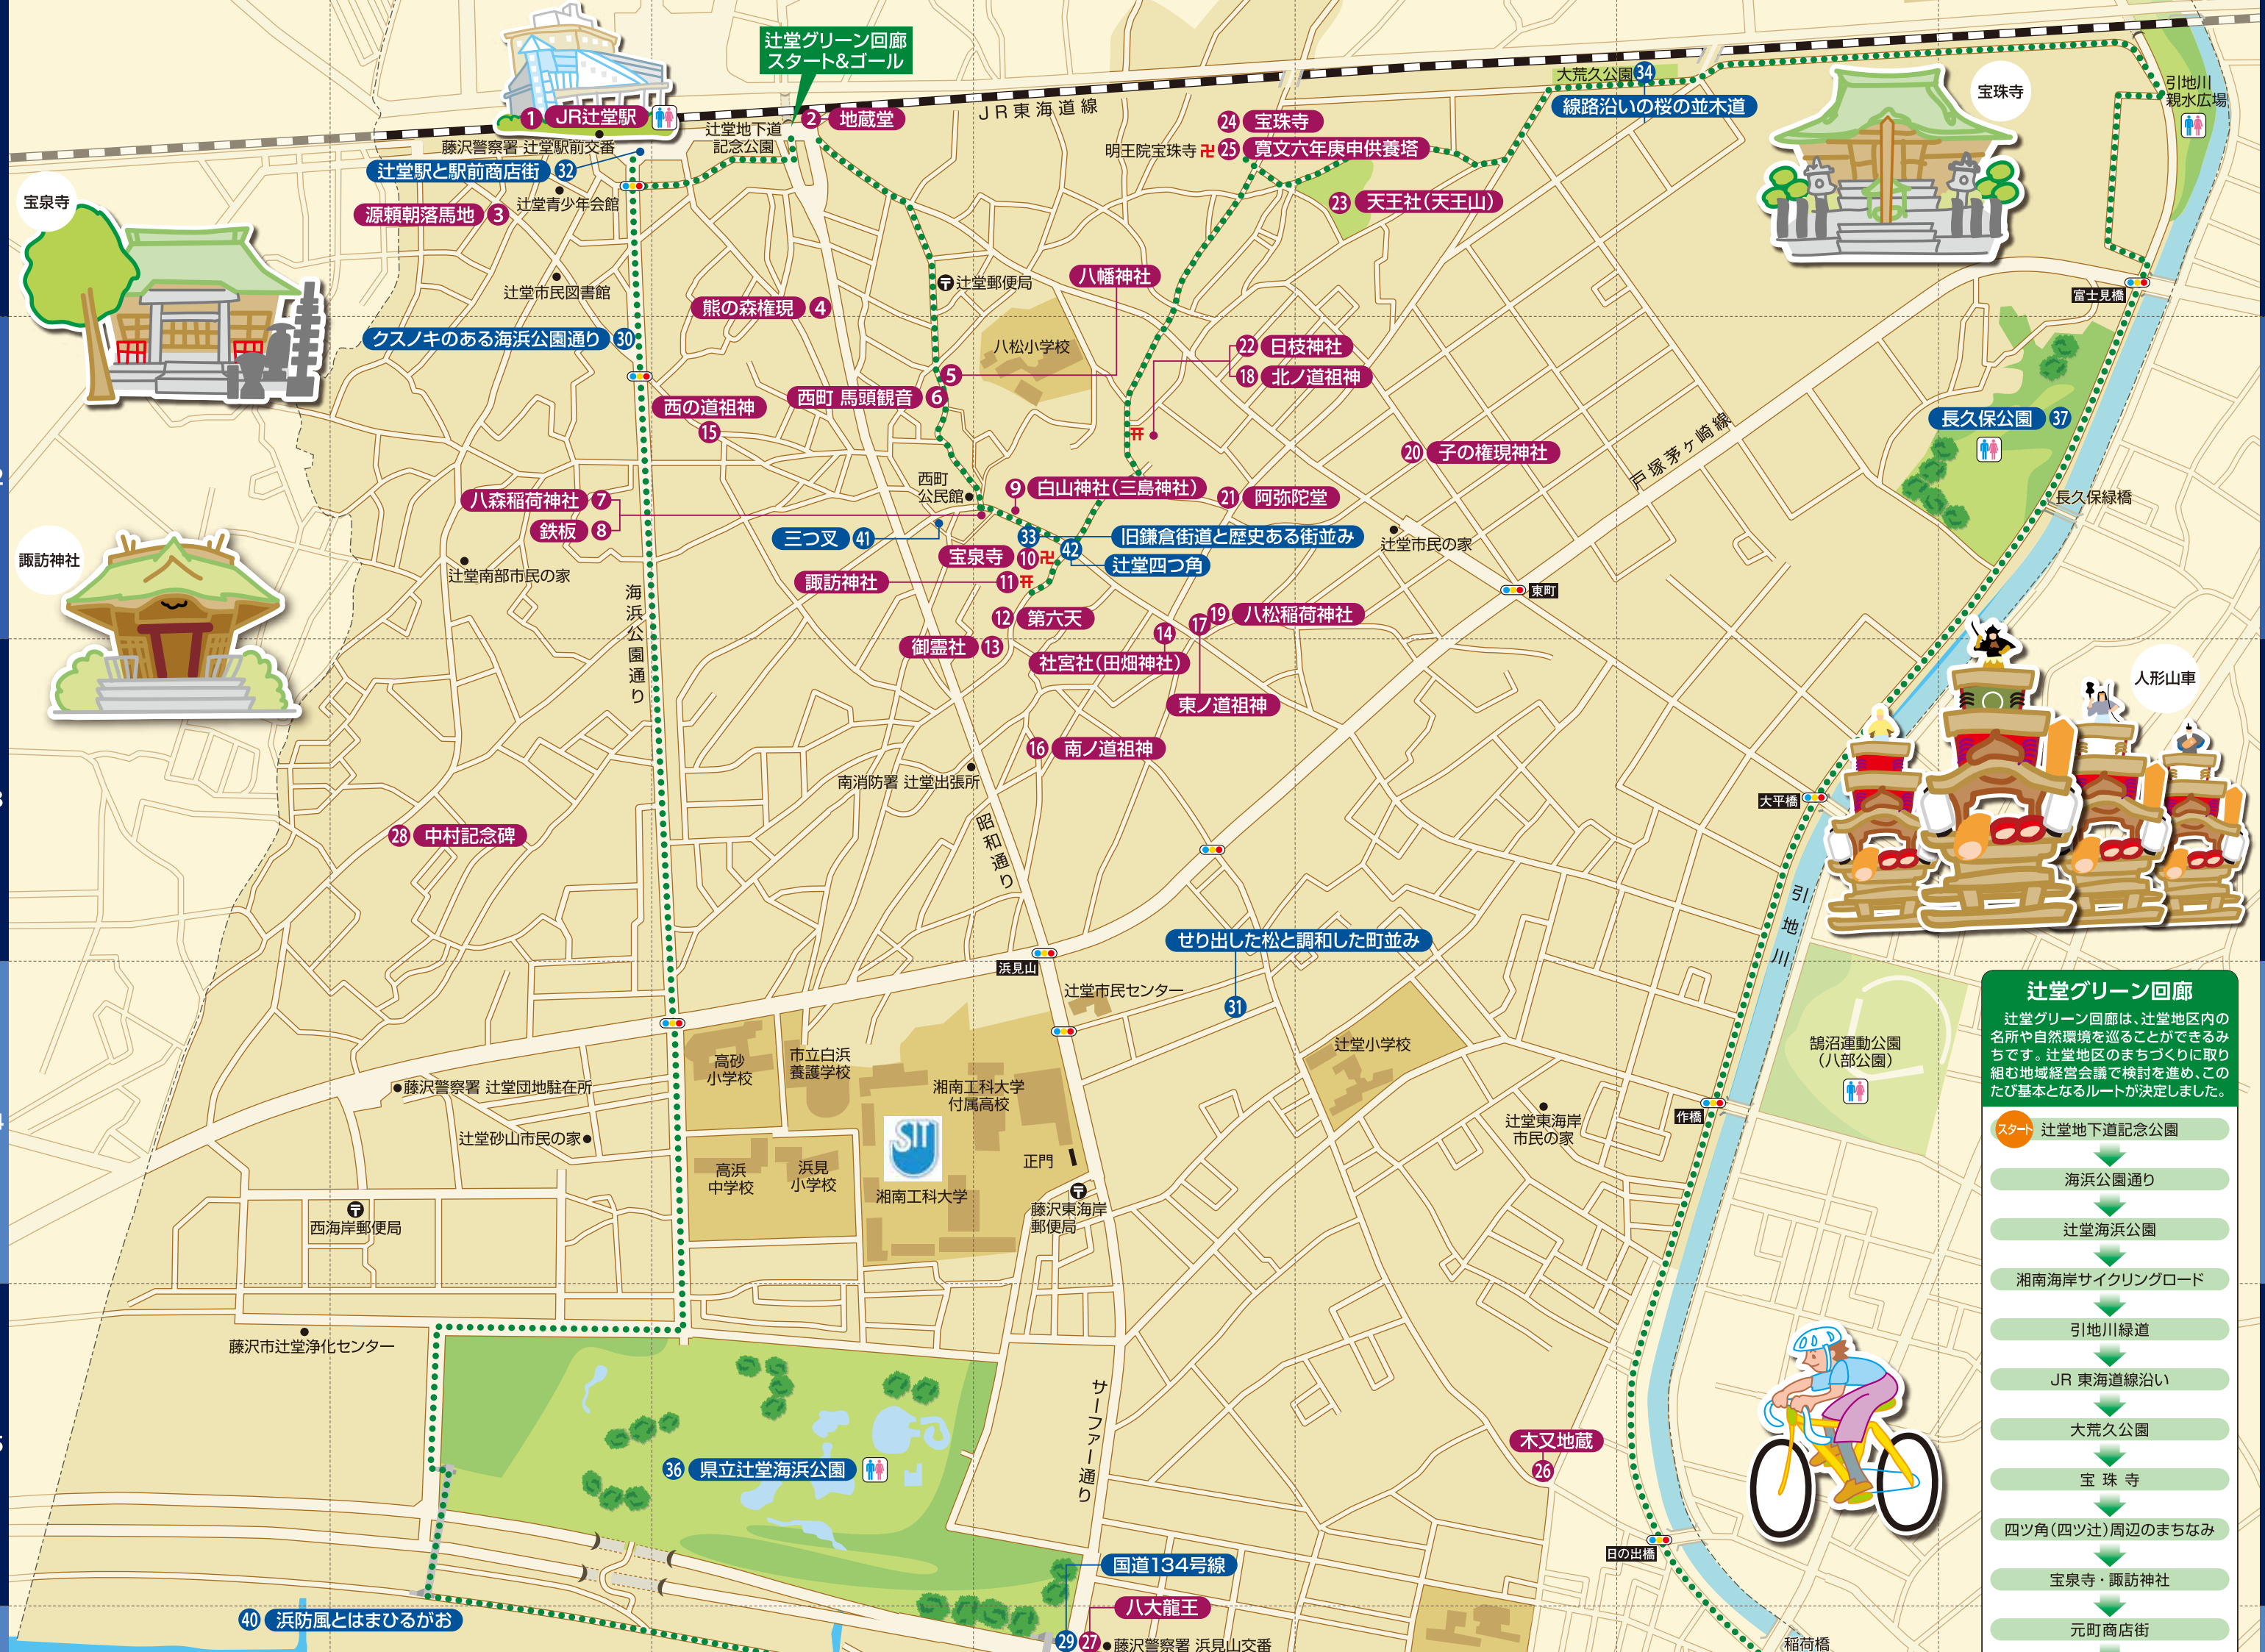 辻堂グリーン回廊
スタート&ゴール
1 JR辻堂駅
藤沢警察署 辻堂駅前交番
辻堂駅と駅前商店街 32
辻堂地下道
記念公園
2 地蔵堂
JR東海道線
24 宝珠寺
明王院宝珠寺 卍 25 寛文六年庚申供養塔
23 天王社(天王山)
大荒久公園 34
線路沿いの桜の並木道
宝珠寺
引地川
親水広場
宝泉寺
源頼朝落馬地 3
辻堂青少年会館
辻堂市民図書館
クスノキのある海浜公園通り 30
熊の森権現 4
〒辻堂郵便局
八幡神社
5
八松小学校
西町 馬頭観音 6
西の道祖神
15
22 日枝神社
18 北ノ道祖神
富士見橋
長久保公園 37
長久保緑橋
20 子の権現神社
戸塚茅ヶ崎線
八森稲荷神社 7
鉄板 8
西町
公民館
9 白山神社(三島神社)
21 阿弥陀堂
三つ叉 41
33 旧鎌倉街道と歴史ある街並み
42 辻堂四つ角
宝泉寺 10 卍
諏訪神社 11
辻堂市民の家
東町
諏訪神社
辻堂南部市民の家
海浜公園通り
12 第六天
御霊社 13
14
社宮社(田畑神社)
17
19 八松稲荷神社
東ノ道祖神
16 南ノ道祖神
南消防署 辻堂出張所
昭和通り
28 中村記念碑
人形山車
大平橋
引地川
せり出した松と調和した町並み
31
浜見山
辻堂市民センター
辻堂小学校
高砂
小学校
市立白浜
養護学校
湘南工科大学
付属高校
SIT
湘南工科大学
正門
高浜
中学校
浜見
小学校
藤沢警察署 辻堂団地駐在所
辻堂砂山市民の家
〒
西海岸郵便局
〒
藤沢東海岸
郵便局
辻堂東海岸
市民の家
作橋
鵠沼運動公園
(八部公園)
藤沢市辻堂浄化センター
サーファー通り
36 県立辻堂海浜公園
木又地蔵
26
日の出橋
国道134号線
29
八大龍王
27
藤沢警察署 浜見山交番
40 浜防風とはまひるがお
稲荷橋
辻堂グリーン回廊
辻堂グリーン回廊は、辻堂地区内の
名所や自然環境を巡ることができるみ
ちです。辻堂地区のまちづくりに取り
組む地域経営会議で検討を進め、この
たび基本となるルートが決定しました。
スタート 辻堂地下道記念公園
海浜公園通り
辻堂海浜公園
湘南海岸サイクリングロード
引地川緑道
JR 東海道線沿い
大荒久公園
宝 珠 寺
四ツ角(四ツ辻)周辺のまちなみ
宝泉寺・諏訪神社
元町商店街